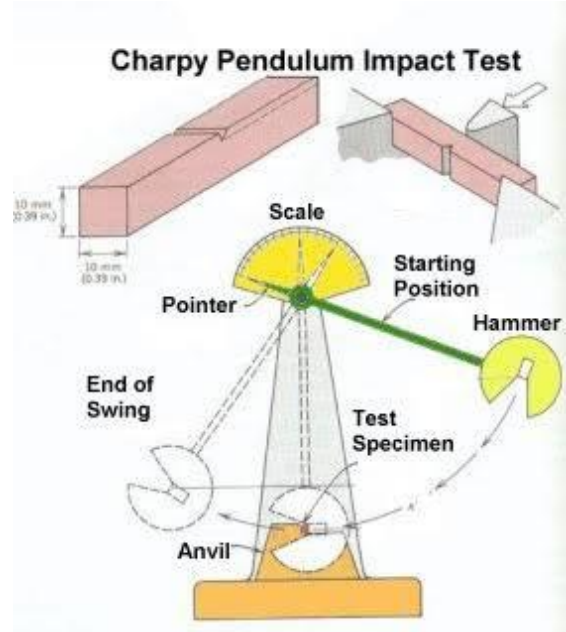 Charpy Pendulum Impact Test
10 mm
(0.39 in.)
10 mm
(0.39 in.)
Scale
Starting
Position
Pointer
Hammer
End of
Swing
Test
Specimen
Anvil